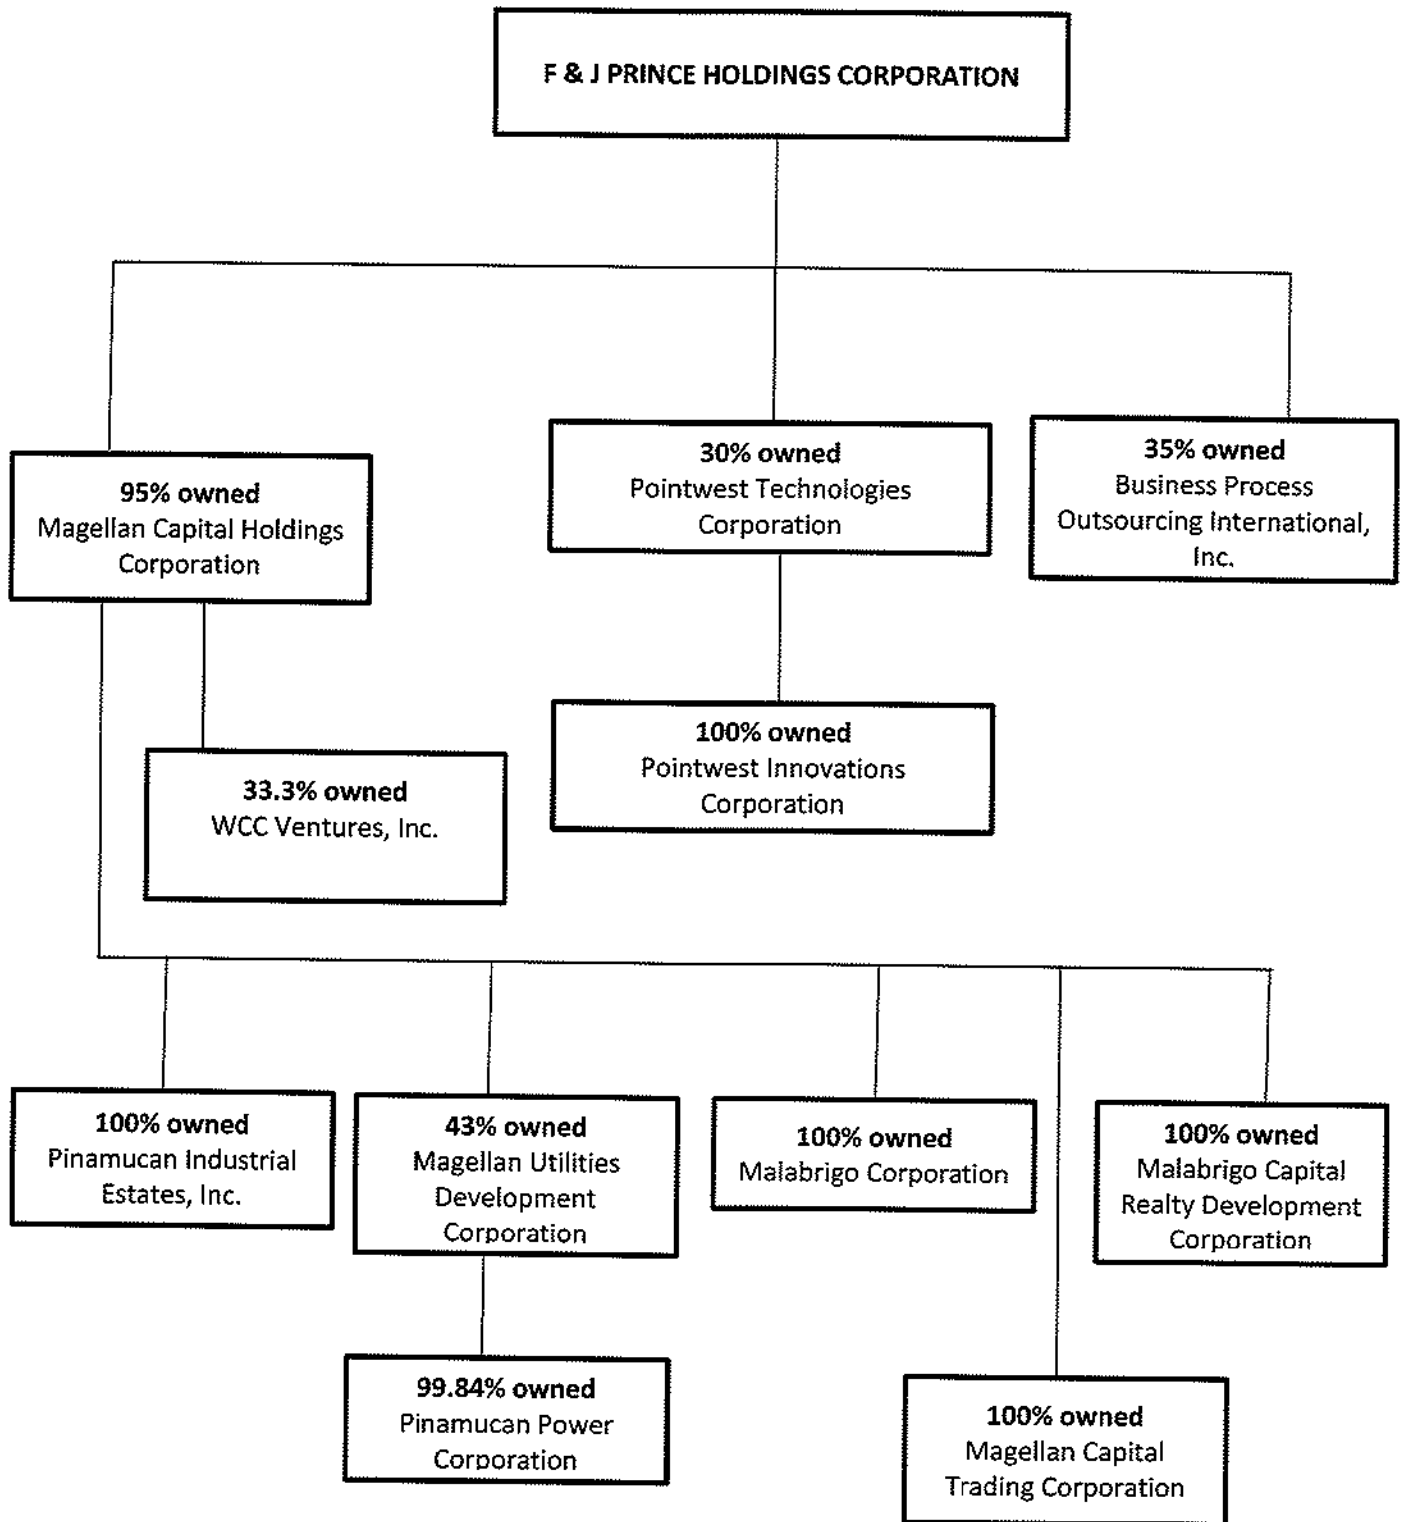 F & J PRINCE HOLDINGS CORPORATION
95% owned
Magellan Capital Holdings
Corporation
30% owned
Pointwest Technologies
Corporation
35% owned
Business Process
Outsourcing International,
Inc.
33.3% owned
WCC Ventures, Inc.
100% owned
Pointwest Innovations
Corporation
100% owned
Pinamucan Industrial
Estates, Inc.
43% owned
Magellan Utilities
Development
Corporation
100% owned
Malabrigo Corporation
100% owned
Malabrigo Capital
Realty Development
Corporation
99.84% owned
Pinamucan Power
Corporation
100% owned
Magellan Capital
Trading Corporation